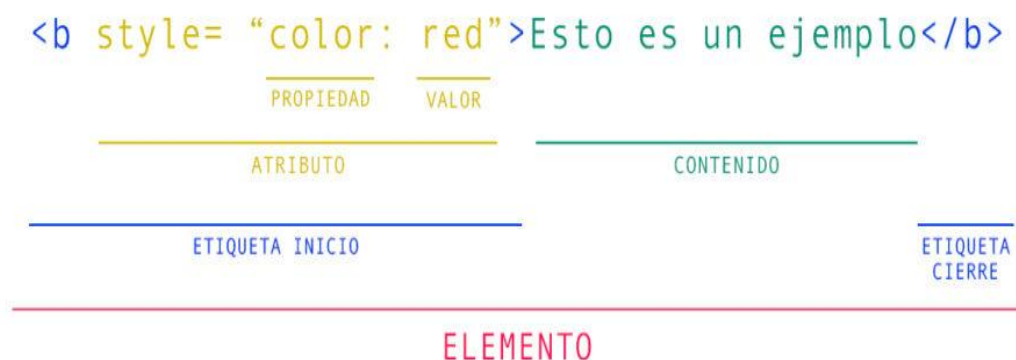 <b style= “color: red”>Esto es un ejemplo</b>
PROPIEDAD VALOR
ATRIBUTO CONTENIDO
ETIQUETA INICIO ETIQUETA
CIERRE
ELEMENTO